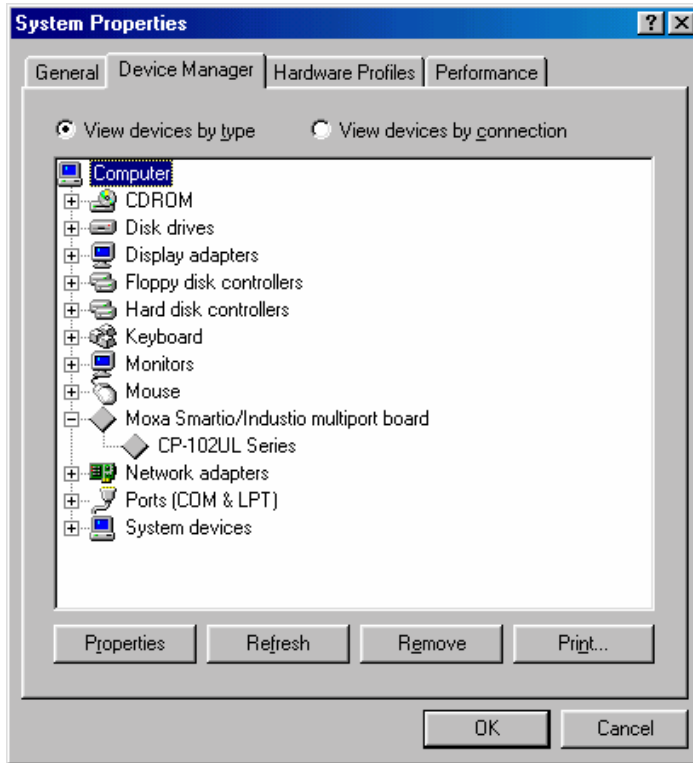 System Properties
General Device Manager Hardware Profiles Performance
View devices by type View devices by connection
Computer
CDROM
Disk drives
Display adapters
Floppy disk controllers
Hard disk controllers
Keyboard
Monitors
Mouse
Moxa Smartio/Industio multiport board
CP-102UL Series
Network adapters
Ports (COM & LPT)
System devices
Properties Refresh Remove Print...
OK Cancel